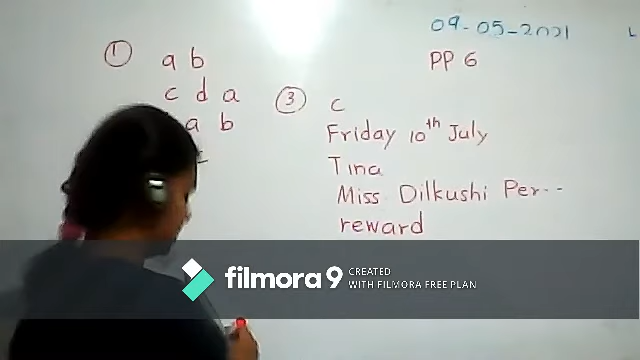 09-05-2021
PP 6
① a b
c d a
a b
③ c
Friday 10th July
Tina
Miss Dilkushi Per--
reward
filmora 9 CREATED
WITH FILMORA FREE PLAN